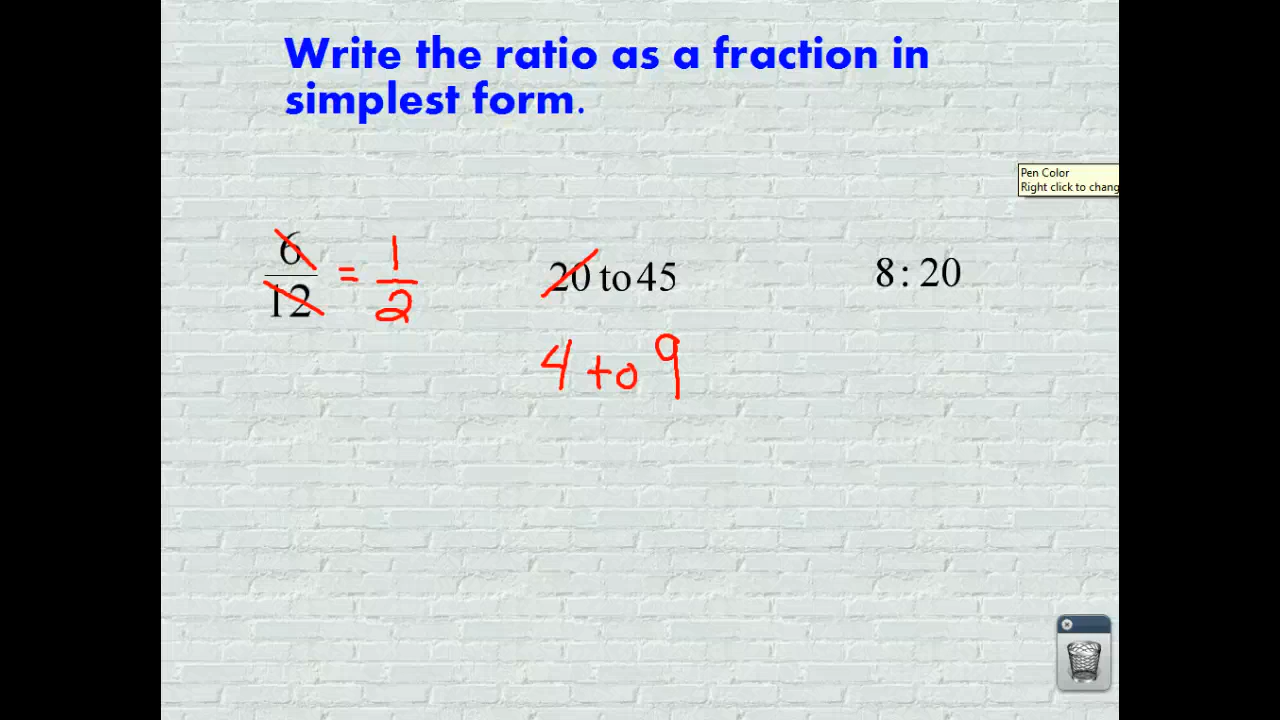 Write the ratio as a fraction in
simplest form.
Pen Color
Right click to chang
6/12 = 1/2
20 to 45
4 to 9
8 : 20